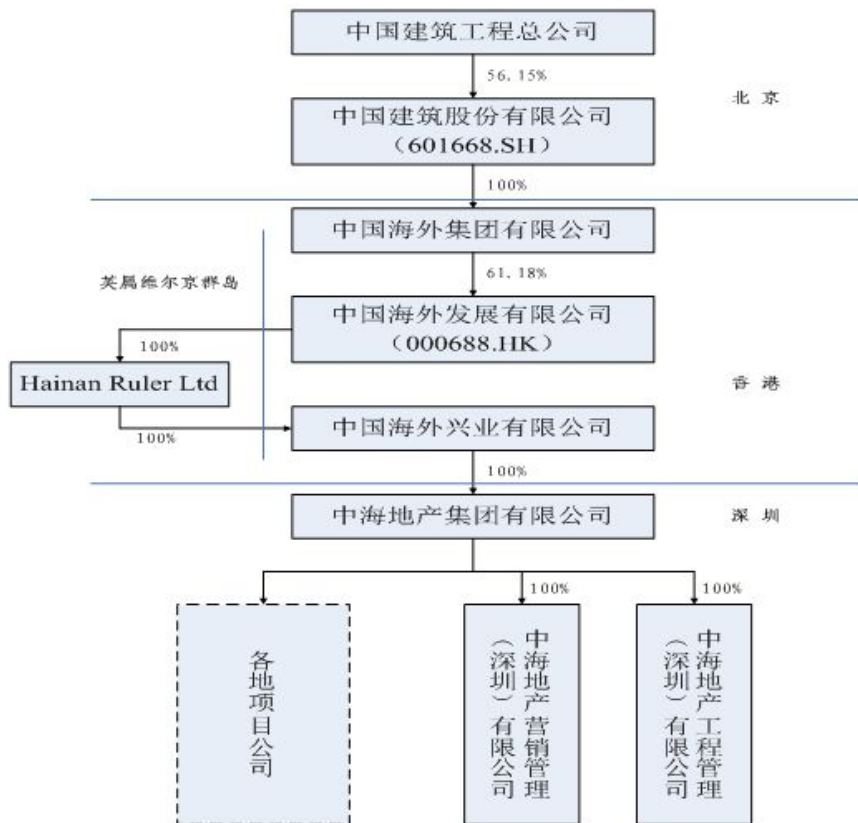 中国建筑工程总公司
56.15%
北 京
中国建筑股份有限公司
（601668.SH）
100%
中国海外集团有限公司
61.18%
英属维尔京群岛
中国海外发展有限公司
（000688.HK）
100%
Hainan Ruler Ltd
香 港
100%
中国海外兴业有限公司
100%
中海地产集团有限公司
深 圳
100%
100%
各地项目公司
中海地产营销管理
（深圳）有限公司
中海地产工程管理
（深圳）有限公司